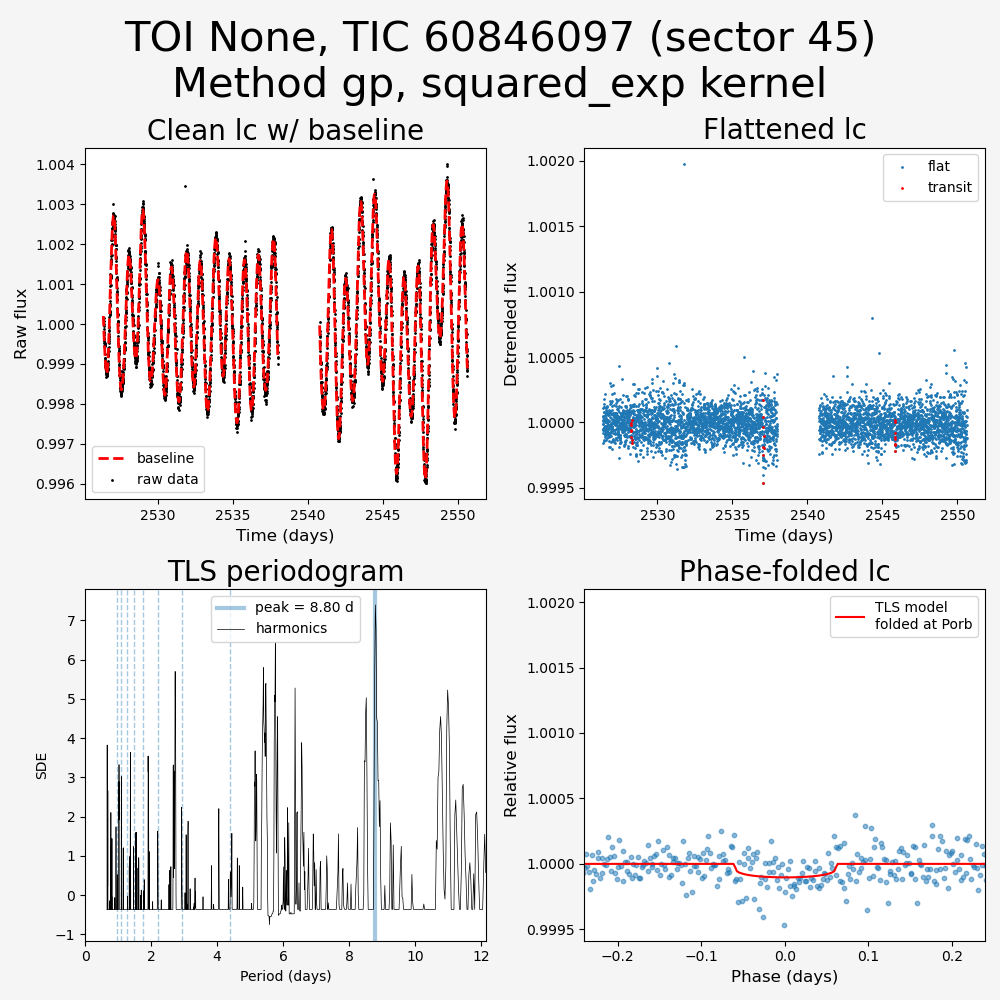 TOI None, TIC 60846097 (sector 45)
Method gp, squared_exp kernel
Clean lc w/ baseline
1.004
1.003
1.002
1.001
1.000
0.999
0.998
0.997
0.996
Raw flux
baseline
raw data
2530
2535
2540
2545
2550
Time (days)
Flattened lc
1.0020
1.0015
1.0010
1.0005
1.0000
0.9995
Detrended flux
flat
transit
2530
2535
2540
2545
2550
Time (days)
TLS periodogram
7
6
5
4
3
2
1
0
−1
SDE
peak = 8.80 d
harmonics
0
2
4
6
8
10
12
Period (days)
Phase-folded lc
1.0020
1.0015
1.0010
1.0005
1.0000
0.9995
Relative flux
TLS model
folded at Porb
−0.2
−0.1
0.0
0.1
0.2
Phase (days)